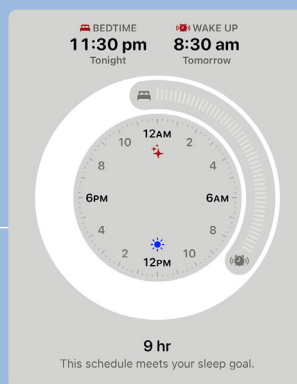 BEDTIME WAKE UP
11:30 pm 8:30 am
Tonight Tomorrow
12AM
10 2
8 4
6PM 6AM
4 8
2 10
12PM
9 hr
This schedule meets your sleep goal.